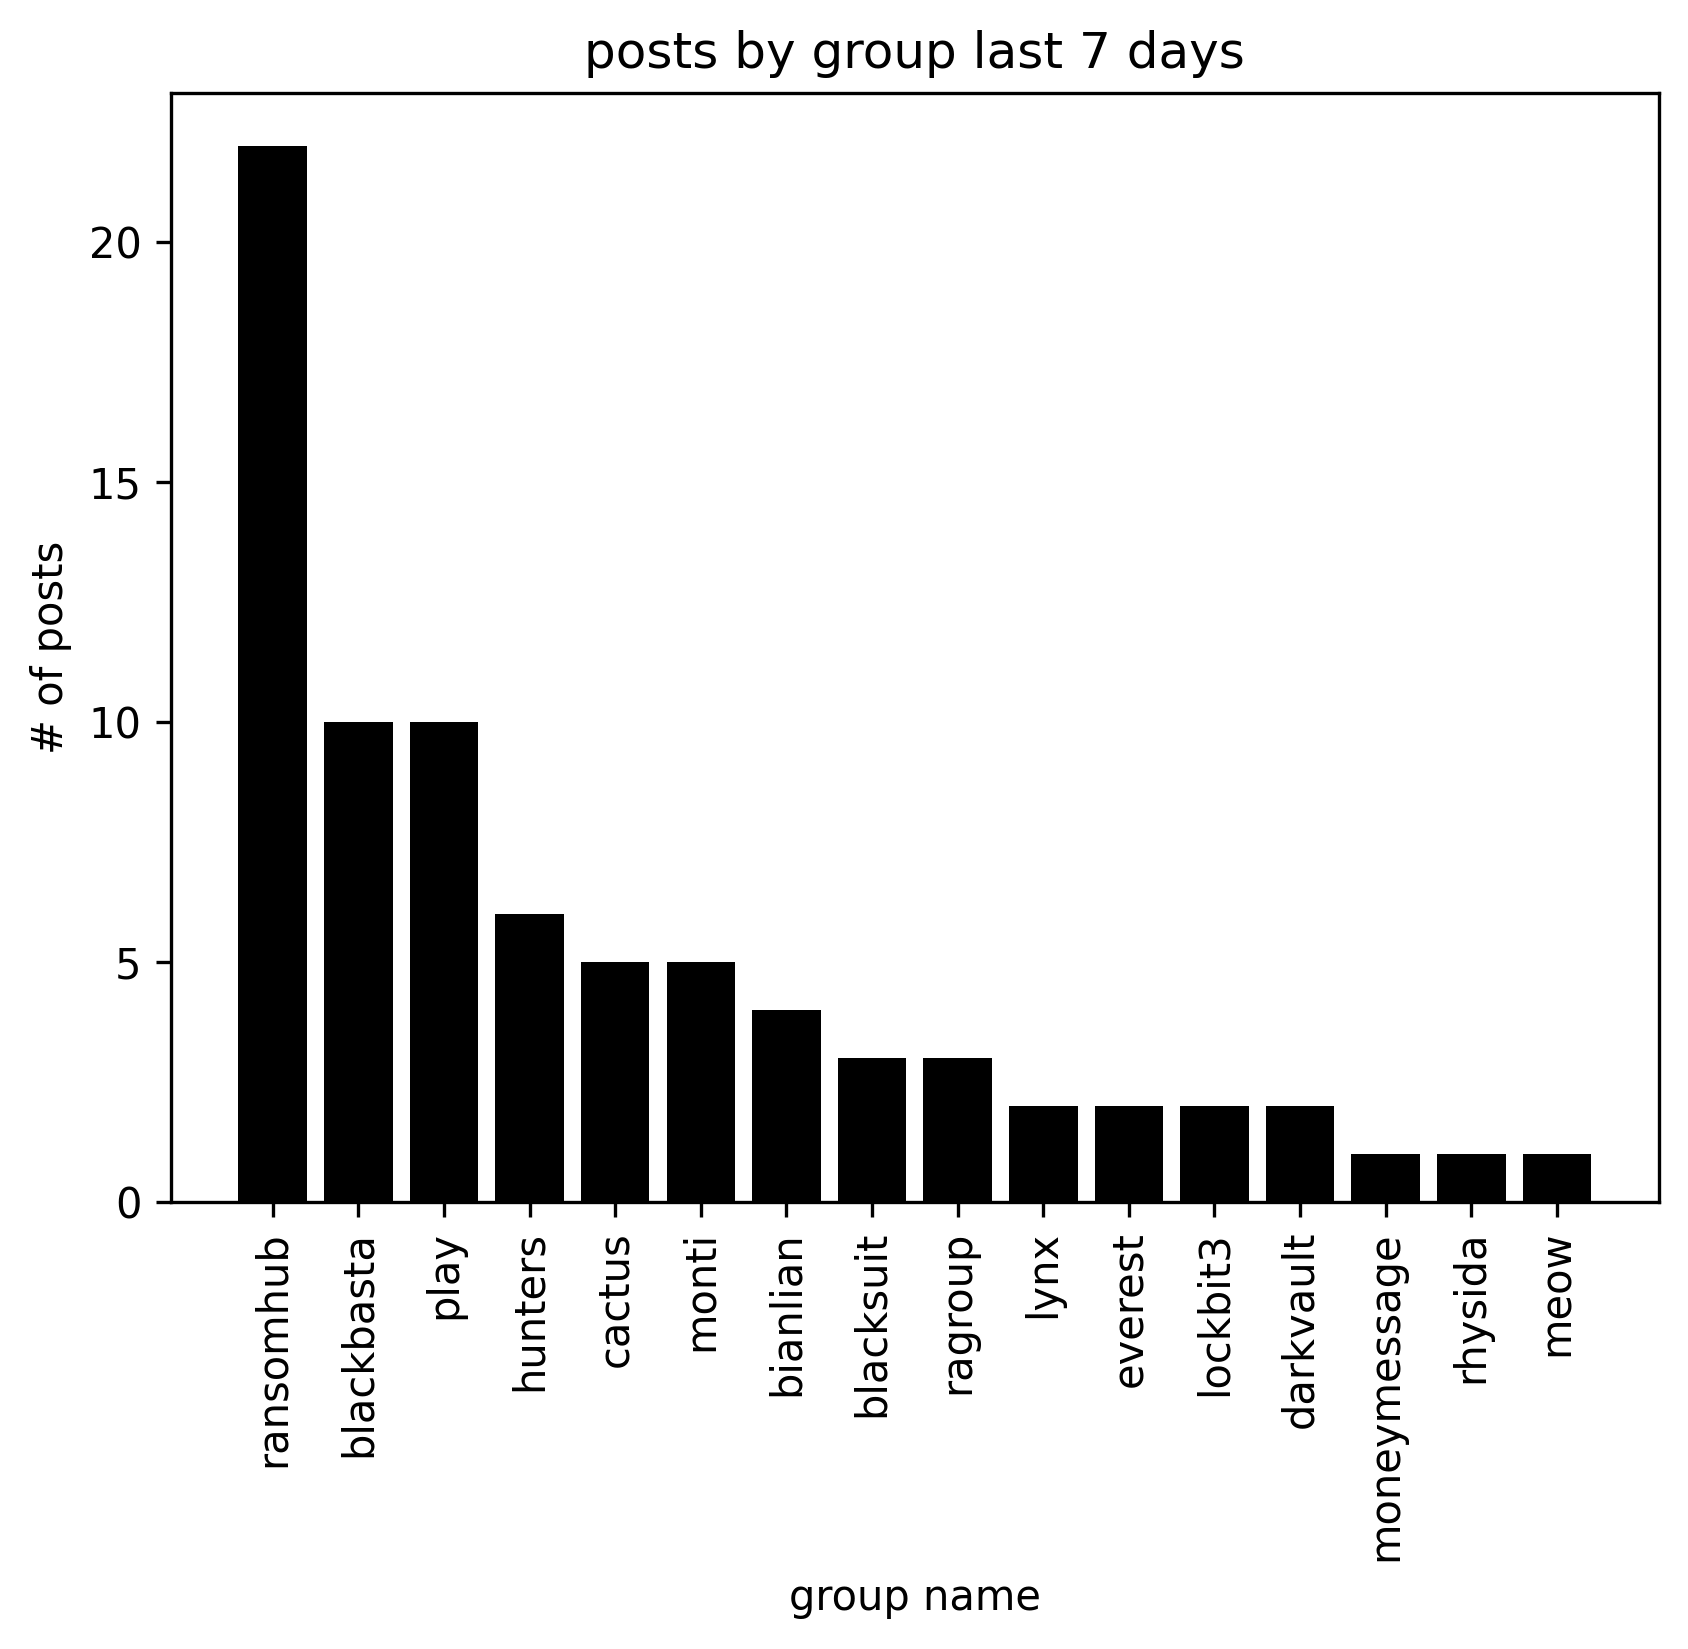 posts by group last 7 days
# of posts
20
15
10
5
0
ransomhub
blackbasta
play
hunters
cactus
monti
bianlian
blacksuit
ragroup
lynx
everest
lockbit3
darkvault
moneymessage
rhysida
meow
group name